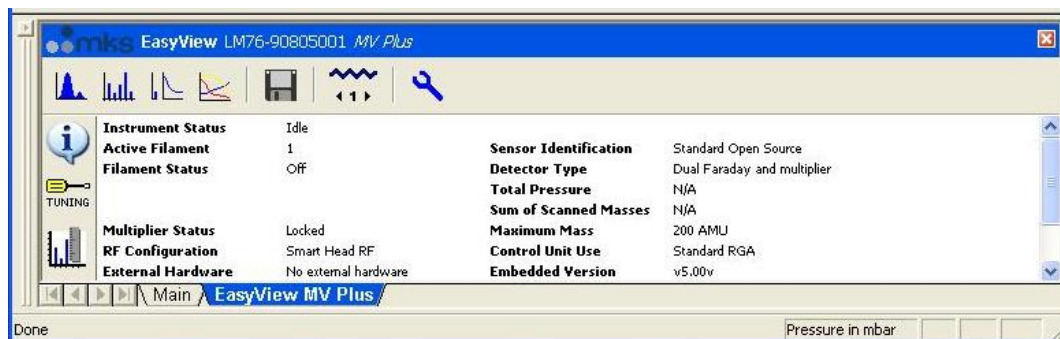 mks EasyView LM76-90805001 MV Plus
1
Instrument Status Idle
Active Filament 1 Sensor Identification Standard Open Source
Filament Status Off Detector Type Dual Faraday and multiplier
TUNING Total Pressure N/A
Sum of Scanned Masses N/A
Multiplier Status Locked Maximum Mass 200 AMU
RF Configuration Smart Head RF Control Unit Use Standard RGA
External Hardware No external hardware Embedded Version v5.00v
Main EasyView MV Plus
Done Pressure in mbar